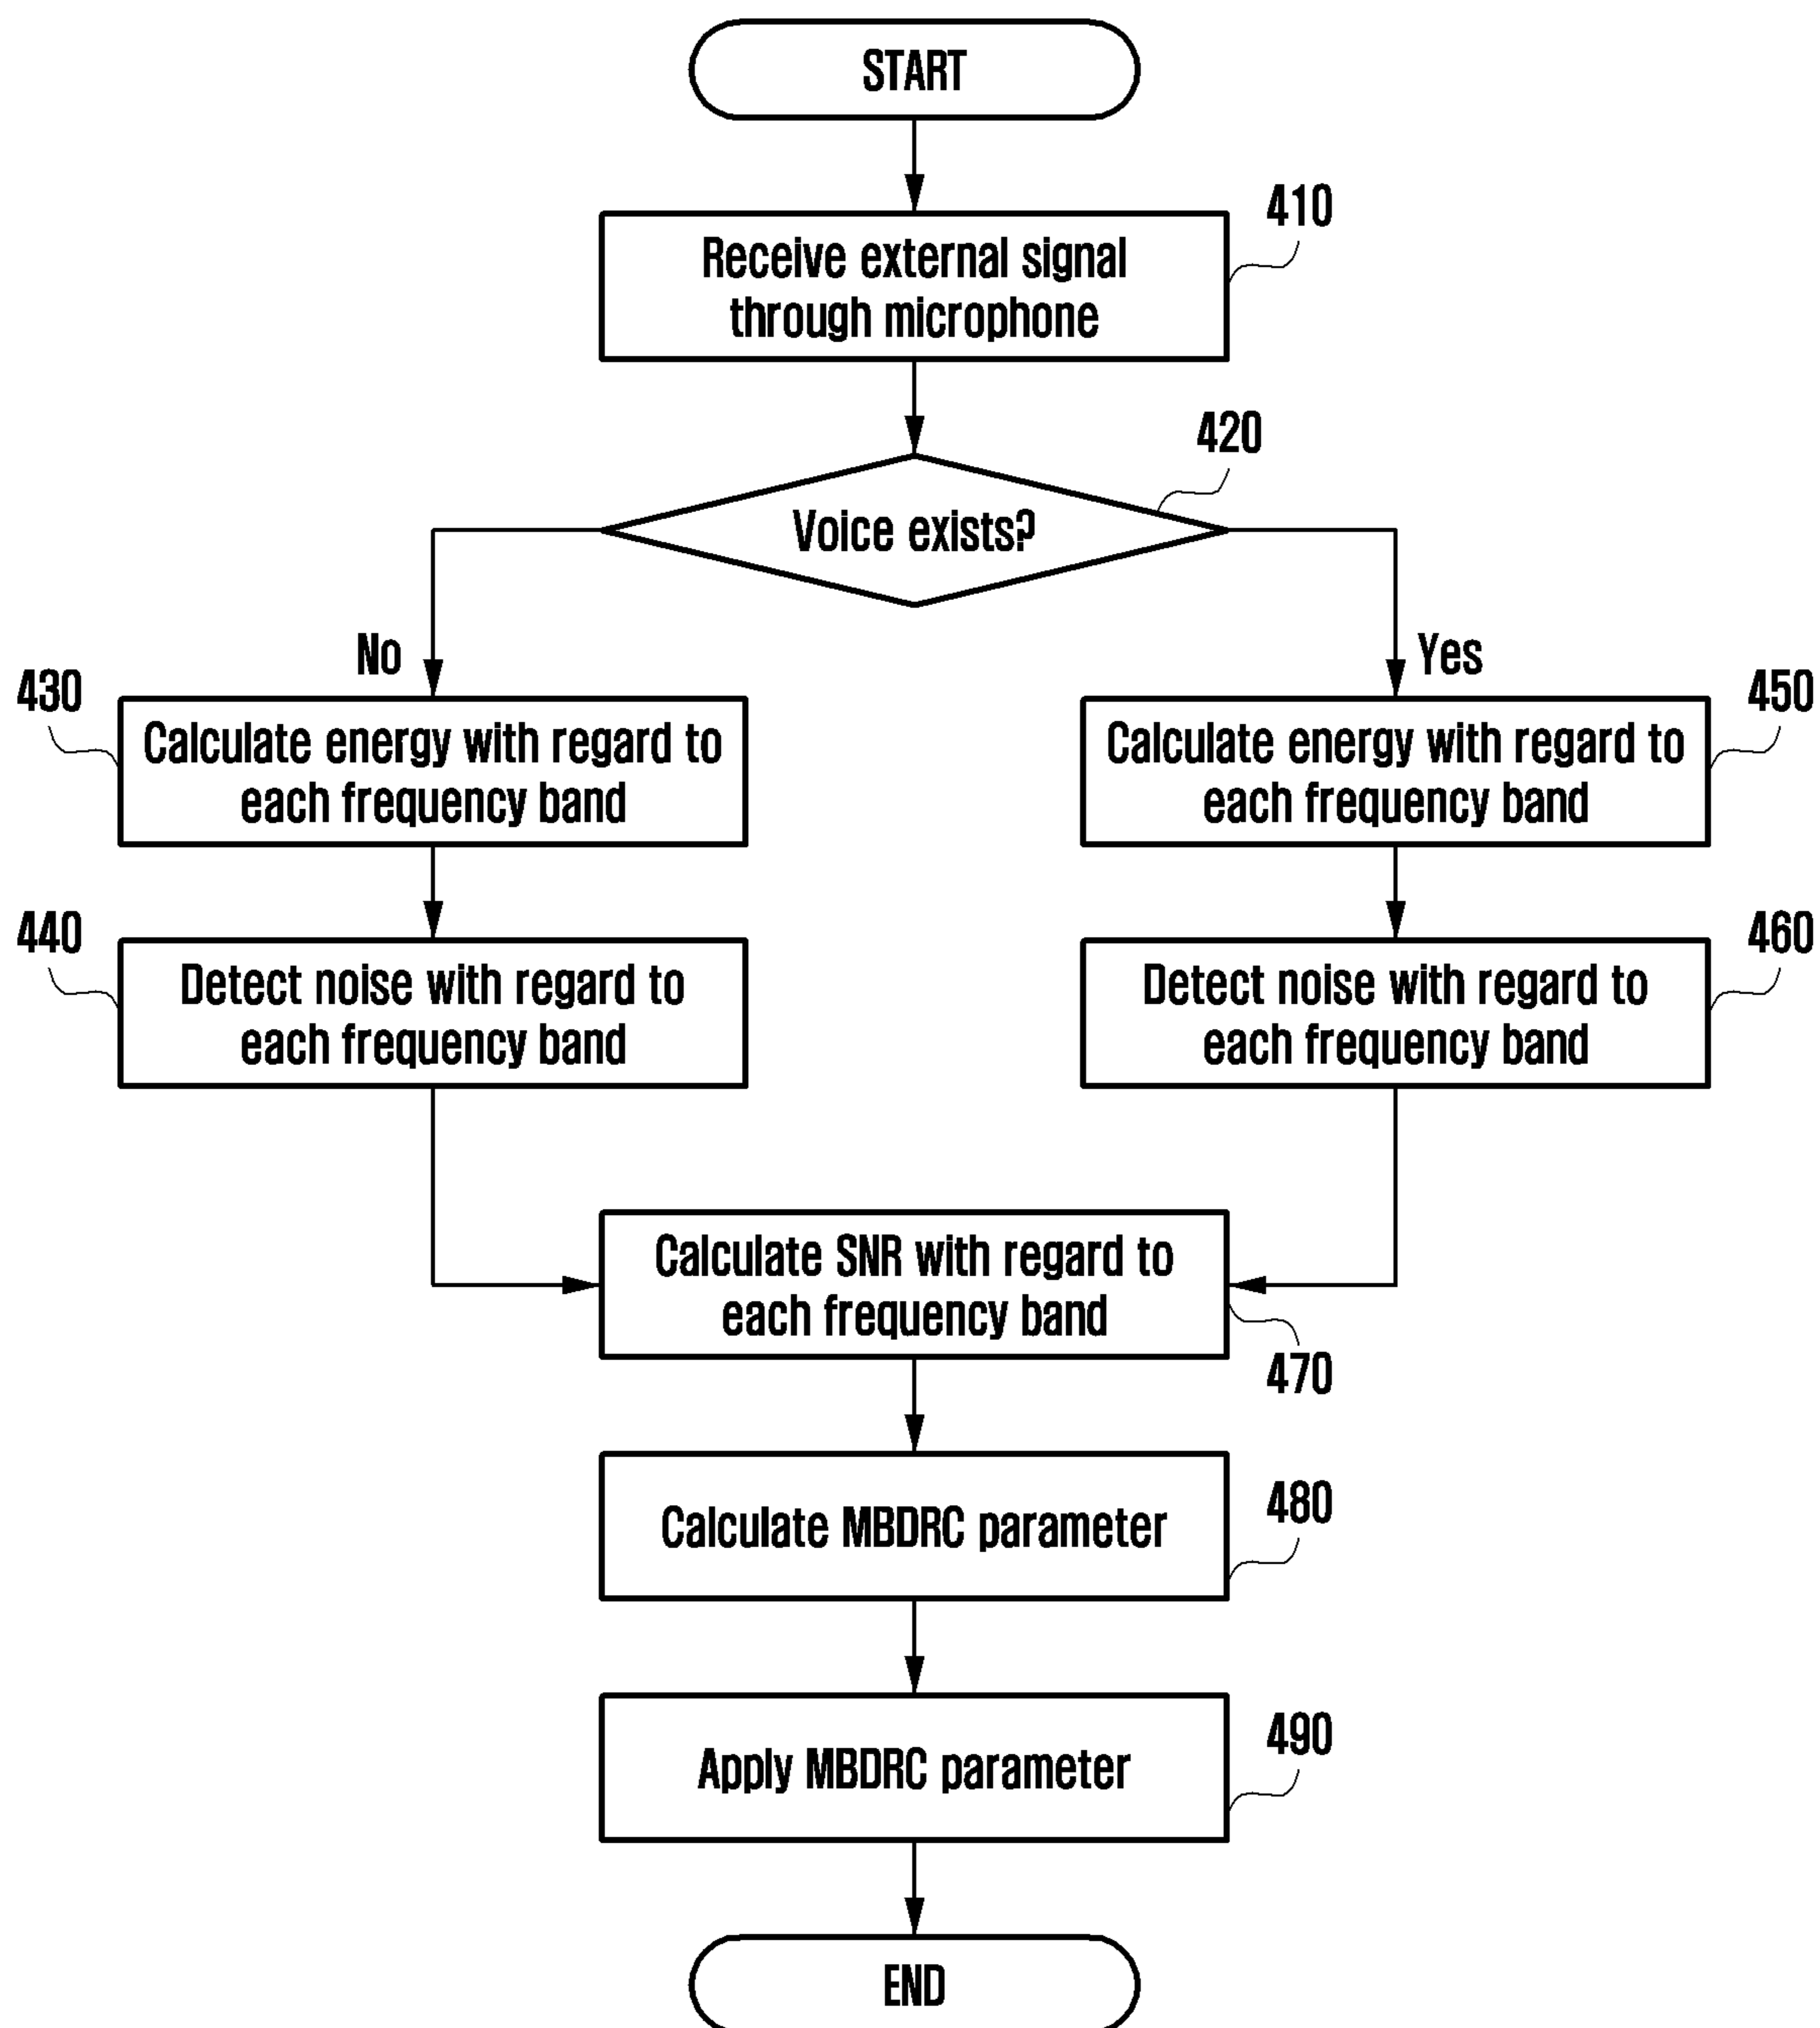 START
410
Receive external signal
through microphone
420
Voice exists?
No
Yes
430
Calculate energy with regard to
each frequency band
450
Calculate energy with regard to
each frequency band
440
Detect noise with regard to
each frequency band
460
Detect noise with regard to
each frequency band
Calculate SNR with regard to
each frequency band
470
Calculate MBDRC parameter
480
Apply MBDRC parameter
490
END